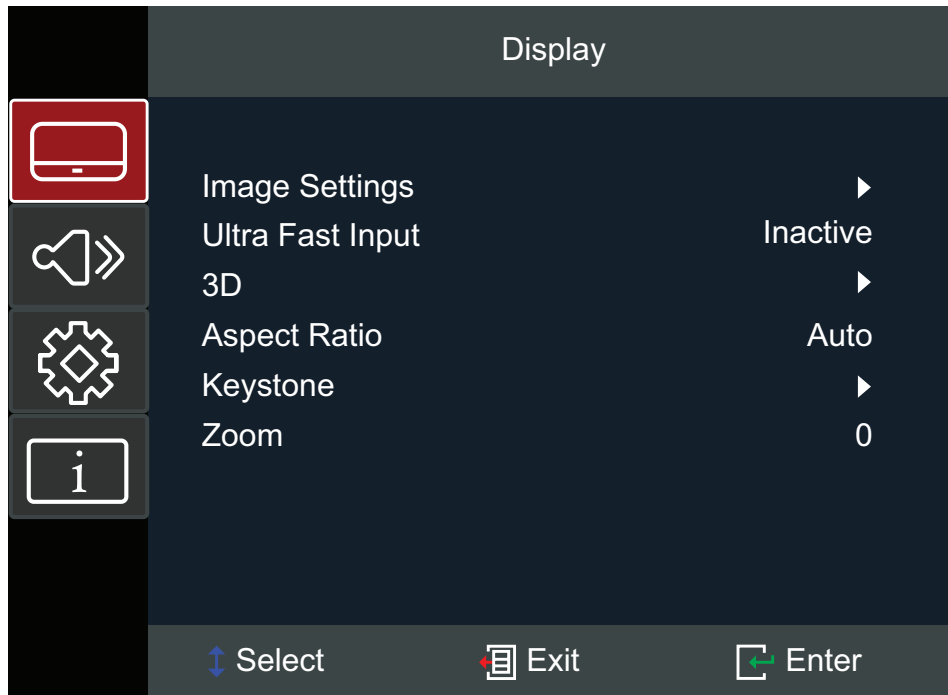 Display
Image Settings
Ultra Fast Input Inactive
3D
Aspect Ratio Auto
Keystone
Zoom 0
i
Select Exit Enter